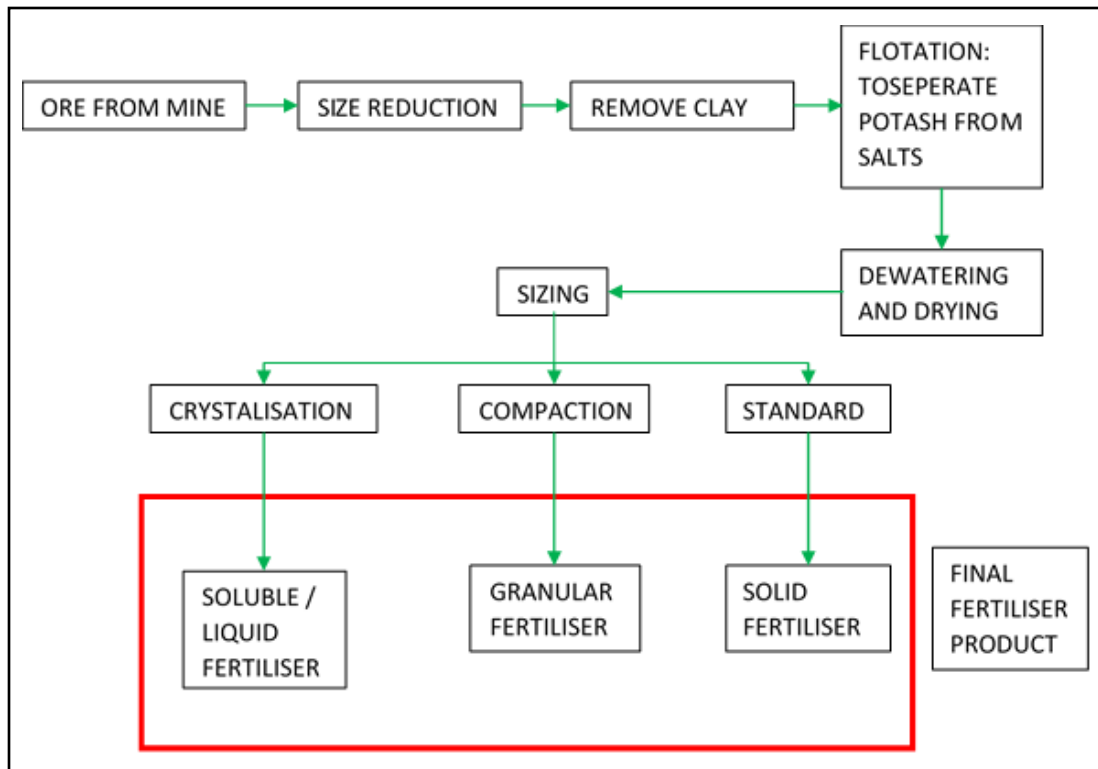 ORE FROM MINE
SIZE REDUCTION
REMOVE CLAY
FLOTATION:
TOSEPERATE
POTASH FROM
SALTS
DEWATERING
AND DRYING
SIZING
CRYSTALISATION
COMPACTION
STANDARD
SOLUBLE /
LIQUID
FERTILISER
GRANULAR
FERTILISER
SOLID
FERTILISER
FINAL
FERTILISER
PRODUCT